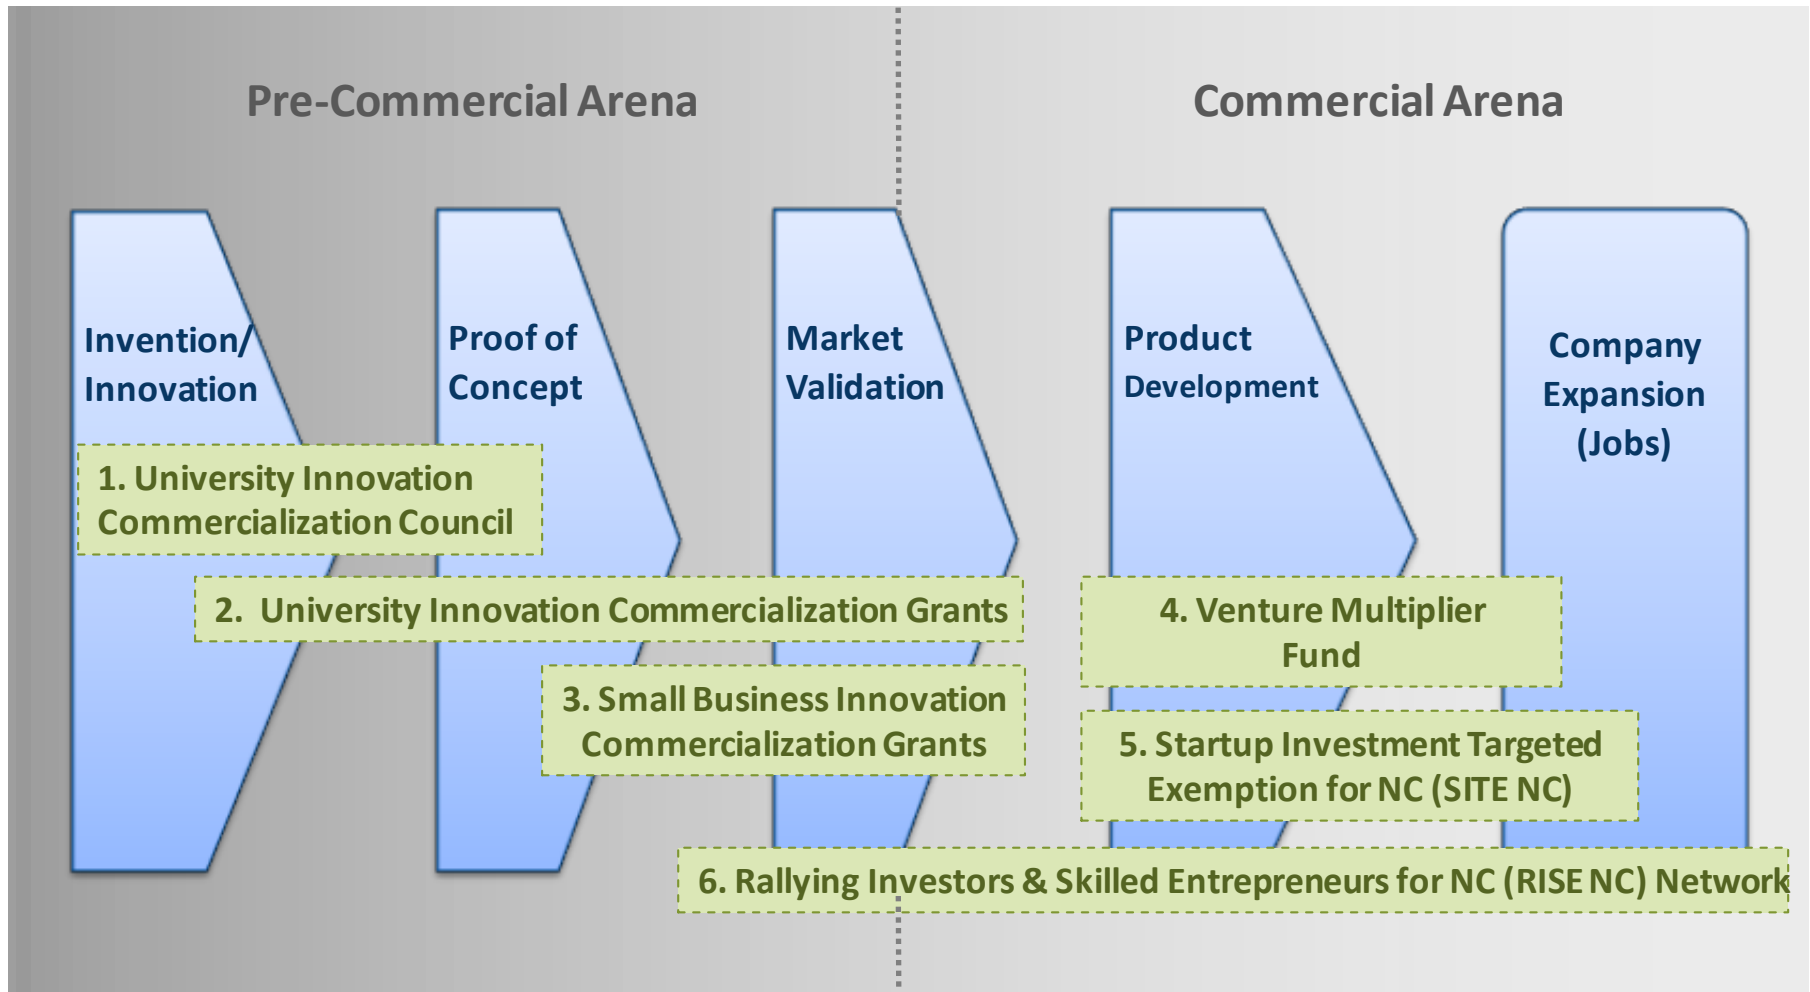 Pre-Commercial Arena
Commercial Arena
Invention/
Innovation
Proof of
Concept
Market
Validation
Product
Development
Company
Expansion
(Jobs)
1. University Innovation
Commercialization Council
2. University Innovation Commercialization Grants
3. Small Business Innovation
Commercialization Grants
4. Venture Multiplier
Fund
5. Startup Investment Targeted
Exemption for NC (SITE NC)
6. Rallying Investors & Skilled Entrepreneurs for NC (RISE NC) Network